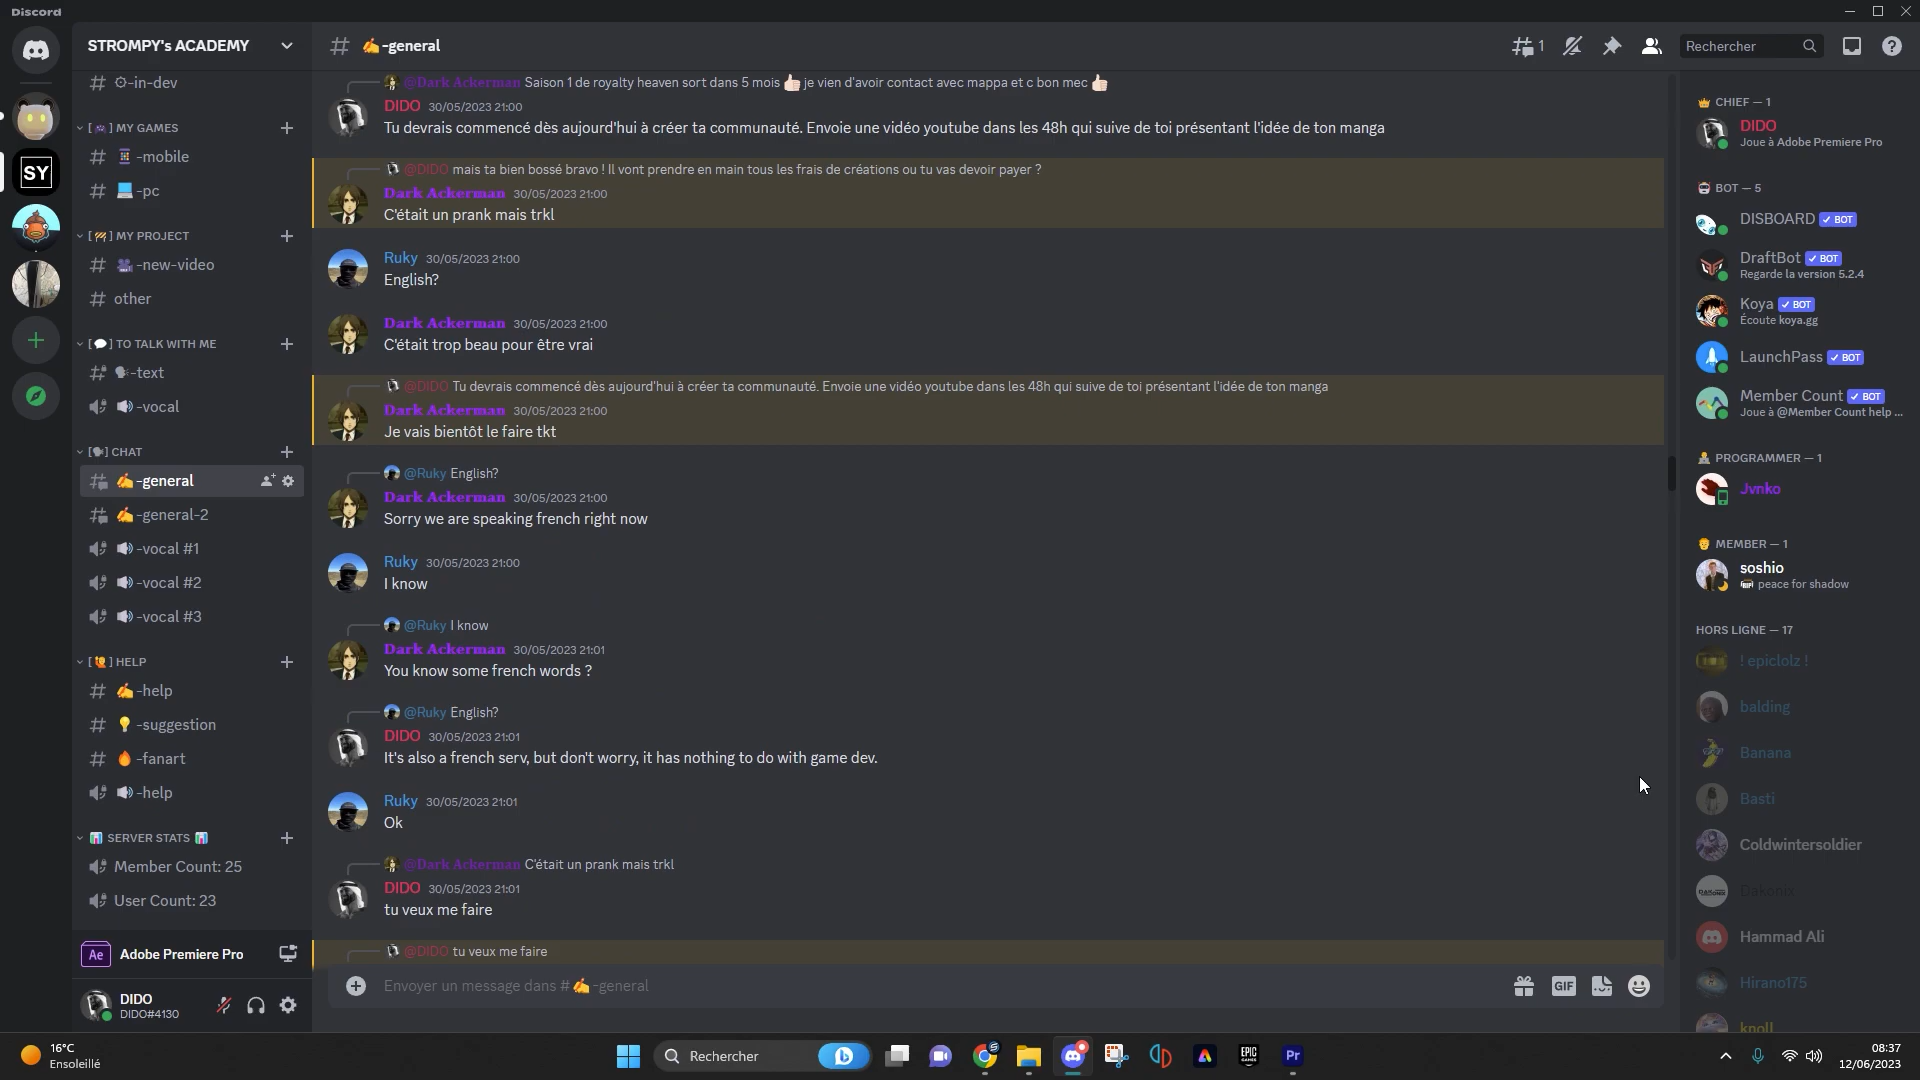 Discord
STROMPY's ACADEMY
-general
1
Rechercher
-in-dev
[ ] MY GAMES
-mobile
-pc
[ ] MY PROJECT
-new-video
other
[ ] TO TALK WITH ME
-text
-vocal
[ ] CHAT
-general
-general-2
-vocal #1
-vocal #2
-vocal #3
[ ] HELP
-help
-suggestion
-fanart
-help
SERVER STATS
Member Count: 25
User Count: 23
Ae Adobe Premiere Pro
DIDO
DIDO#4130
SY
@Dark Ackerman Saison 1 de royalty heaven sort dans 5 mois 👍 je vien d'avoir contact avec mappa et c bon mec 👍
DIDO 30/05/2023 21:00
Tu devrais commencé dès aujourd'hui à créer ta communauté. Envoie une vidéo youtube dans les 48h qui suive de toi présentant l'idée de ton manga
@DIDO mais ta bien bossé bravo ! Il vont prendre en main tous les frais de créations ou tu vas devoir payer ?
Dark Ackerman 30/05/2023 21:00
C'était un prank mais trkl
Ruky 30/05/2023 21:00
English?
Dark Ackerman 30/05/2023 21:00
C'était trop beau pour être vrai
@DIDO Tu devrais commencé dès aujourd'hui à créer ta communauté. Envoie une vidéo youtube dans les 48h qui suive de toi présentant l'idée de ton manga
Dark Ackerman 30/05/2023 21:00
Je vais bientôt le faire tkt
@Ruky English?
Dark Ackerman 30/05/2023 21:00
Sorry we are speaking french right now
Ruky 30/05/2023 21:00
I know
@Ruky I know
Dark Ackerman 30/05/2023 21:01
You know some french words ?
@Ruky English?
DIDO 30/05/2023 21:01
It's also a french serv, but don't worry, it has nothing to do with game dev.
Ruky 30/05/2023 21:01
Ok
@Dark Ackerman C'était un prank mais trkl
DIDO 30/05/2023 21:01
tu veux me faire
@DIDO tu veux me faire
Envoyer un message dans # -general
GIF
CHIEF — 1
DIDO
Joue à Adobe Premiere Pro
BOT — 5
DISBOARD BOT
DraftBot BOT
Regarde la version 5.2.4
Koya BOT
Écoute koya.gg
LaunchPass BOT
Member Count BOT
Joue à @Member Count help ...
PROGRAMMER — 1
Jvnko
MEMBER — 1
soshio
peace for shadow
HORS LIGNE — 17
! epiclolz !
balding
Banana
Basti
Coldwintersoldier
Dakonix
Hammad Ali
Hirano175
knoll
16°C
Ensoleillé
Rechercher
EPIC
GAMES
Pr
08:37
12/06/2023